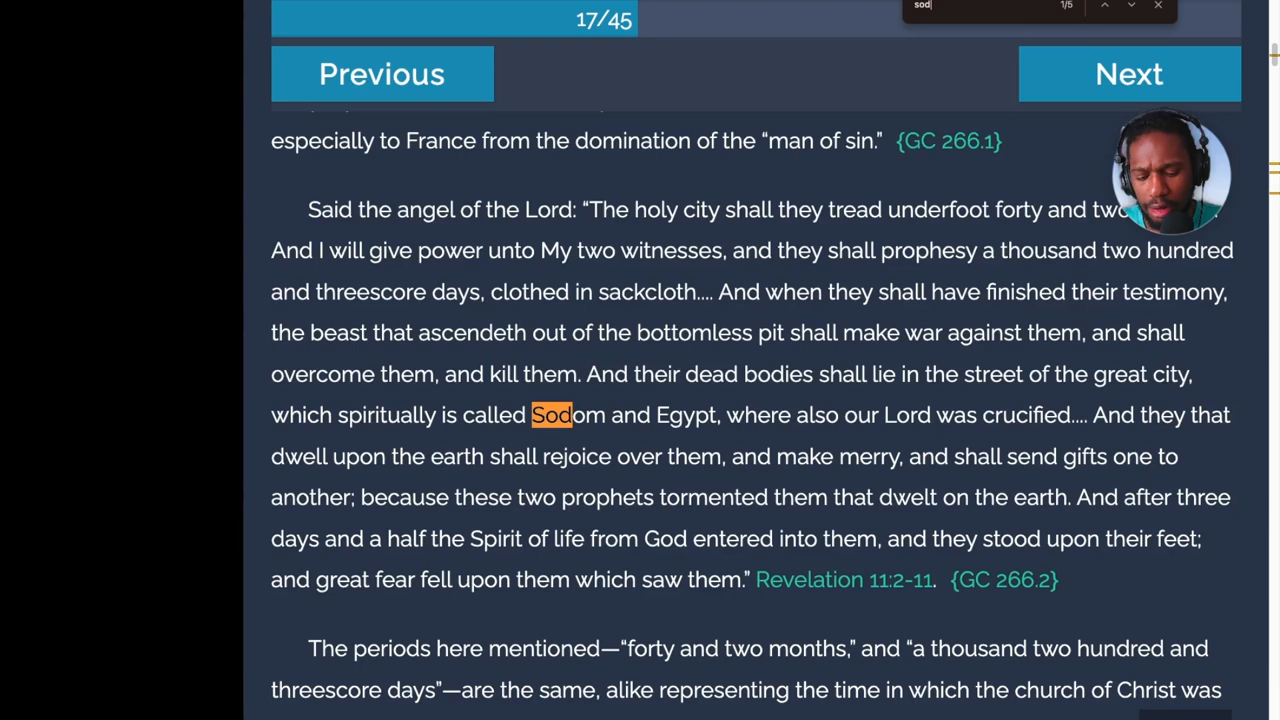 sod 1/5
17/45
Previous Next
especially to France from the domination of the “man of sin.” {GC 266.1}
Said the angel of the Lord: “The holy city shall they tread underfoot forty and
And I will give power unto My two witnesses, and they shall prophesy a thousand two hundred
and threescore days, clothed in sackcloth.... And when they shall have finished their testimony,
the beast that ascendeth out of the bottomless pit shall make war against them, and shall
overcome them, and kill them. And their dead bodies shall lie in the street of the great city,
which spiritually is called Sodom and Egypt, where also our Lord was crucified.... And they that
dwell upon the earth shall rejoice over them, and make merry, and shall send gifts one to
another; because these two prophets tormented them that dwelt on the earth. And after three
days and a half the Spirit of life from God entered into them, and they stood upon their feet;
and great fear fell upon them which saw them.” Revelation 11:2-11. {GC 266.2}
The periods here mentioned—“forty and two months,” and “a thousand two hundred and
threescore days”—are the same, alike representing the time in which the church of Christ was